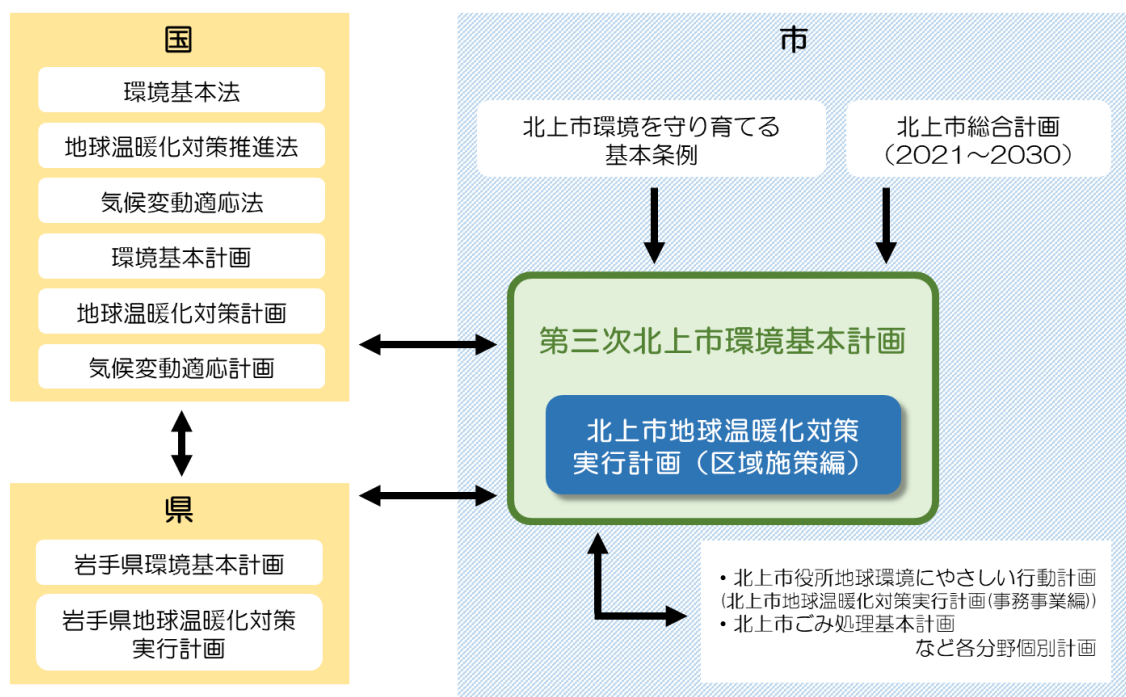 国
環境基本法
地球温暖化対策推進法
気候変動適応法
環境基本計画
地球温暖化対策計画
気候変動適応計画
県
岩手県環境基本計画
岩手県地球温暖化対策
実行計画
市
北上市環境を守り育てる
基本条例
北上市総合計画
（2021～2030）
第三次北上市環境基本計画
北上市地球温暖化対策
実行計画（区域施策編）
・北上市役所地球環境にやさしい行動計画
(北上市地球温暖化対策実行計画(事務事業編))
・北上市ごみ処理基本計画
など各分野個別計画